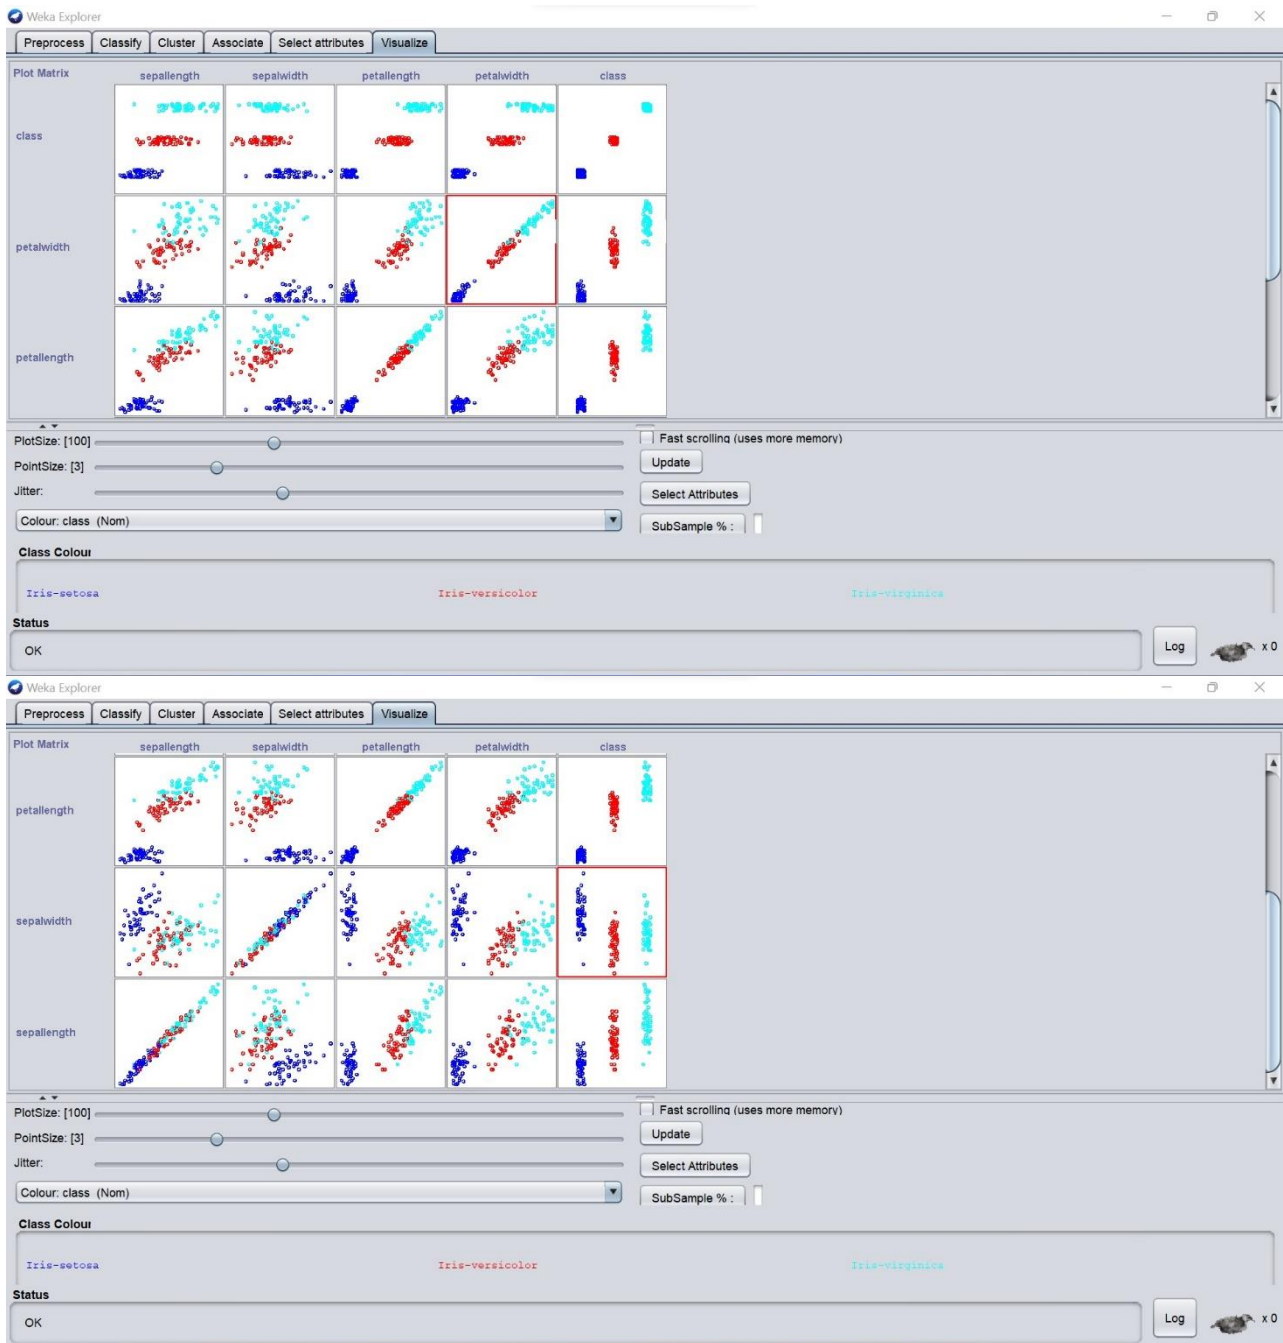 Weka Explorer
Preprocess Classify Cluster Associate Select attributes Visualize
Plot Matrix sepallength sepalwidth petallength petalwidth class
class
petalwidth
petallength
PlotSize: [100]
Fast scrolling (uses more memory)
PointSize: [3]
Update
Jitter:
Select Attributes
Colour: class (Nom)
SubSample % :
Class Colour
Iris-setosa Iris-versicolor Iris-virginica
Status
OK
Log x 0
Weka Explorer
Preprocess Classify Cluster Associate Select attributes Visualize
Plot Matrix sepallength sepalwidth petallength petalwidth class
petallength
sepalwidth
sepallength
PlotSize: [100]
Fast scrolling (uses more memory)
PointSize: [3]
Update
Jitter:
Select Attributes
Colour: class (Nom)
SubSample % :
Class Colour
Iris-setosa Iris-versicolor Iris-virginica
Status
OK
Log x 0